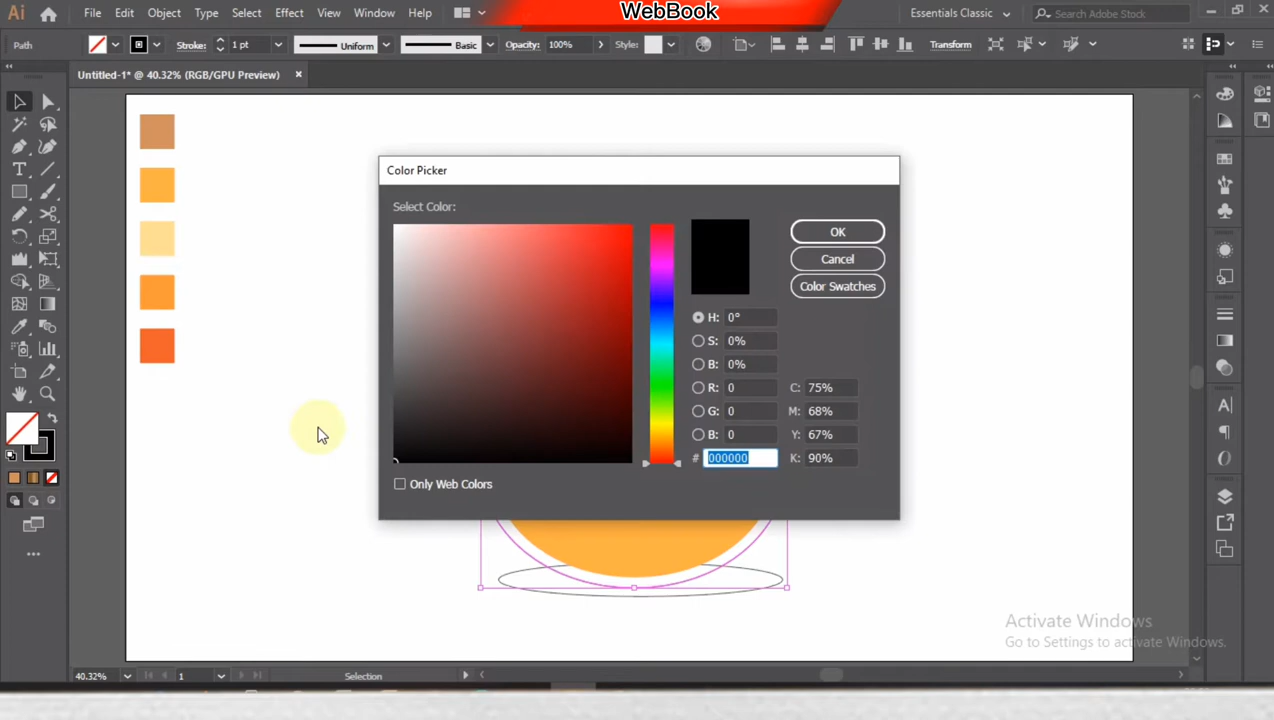 WebBook
Ai File Edit Object Type Select Effect View Window Help Essentials Classic Search Adobe Stock
Path Stroke: 1 pt Uniform Basic Opacity: 100% Style: Transform
Untitled-1* @ 40.32% (RGB/GPU Preview) ×
Color Picker
Select Color:
OK
Cancel
Color Swatches
H: 0°
S: 0%
B: 0%
R: 0 C: 75%
G: 0 M: 68%
B: 0 Y: 67%
# 000000 K: 90%
Only Web Colors
Activate Windows
Go to Settings to activate Windows.
40.32% 1 Selection